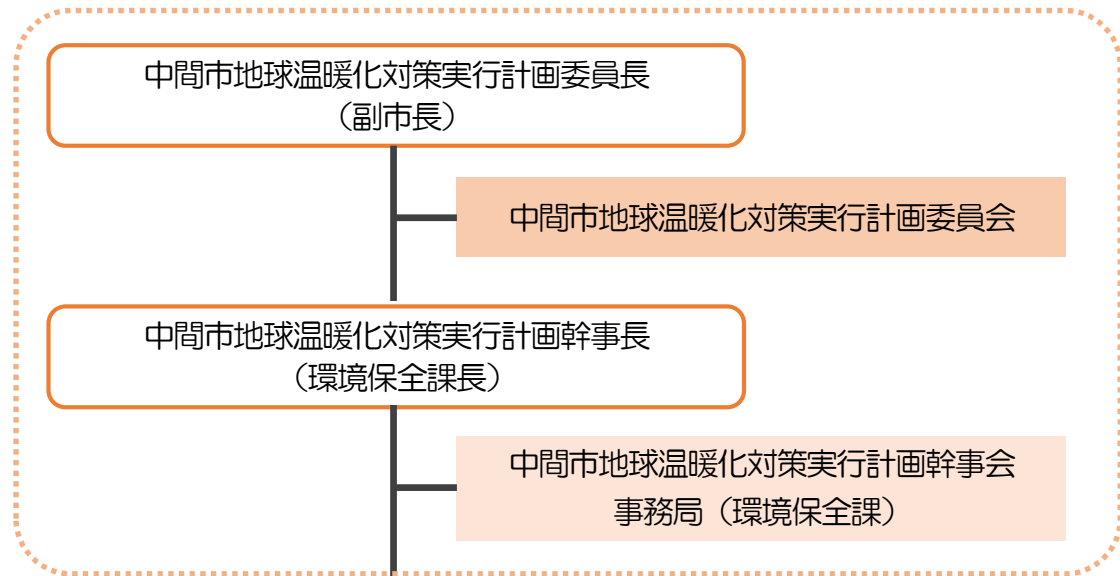 中間市地球温暖化対策実行計画委員長
（副市長）
中間市地球温暖化対策実行計画委員会
中間市地球温暖化対策実行計画幹事長
（環境保全課長）
中間市地球温暖化対策実行計画幹事会
事務局（環境保全課）